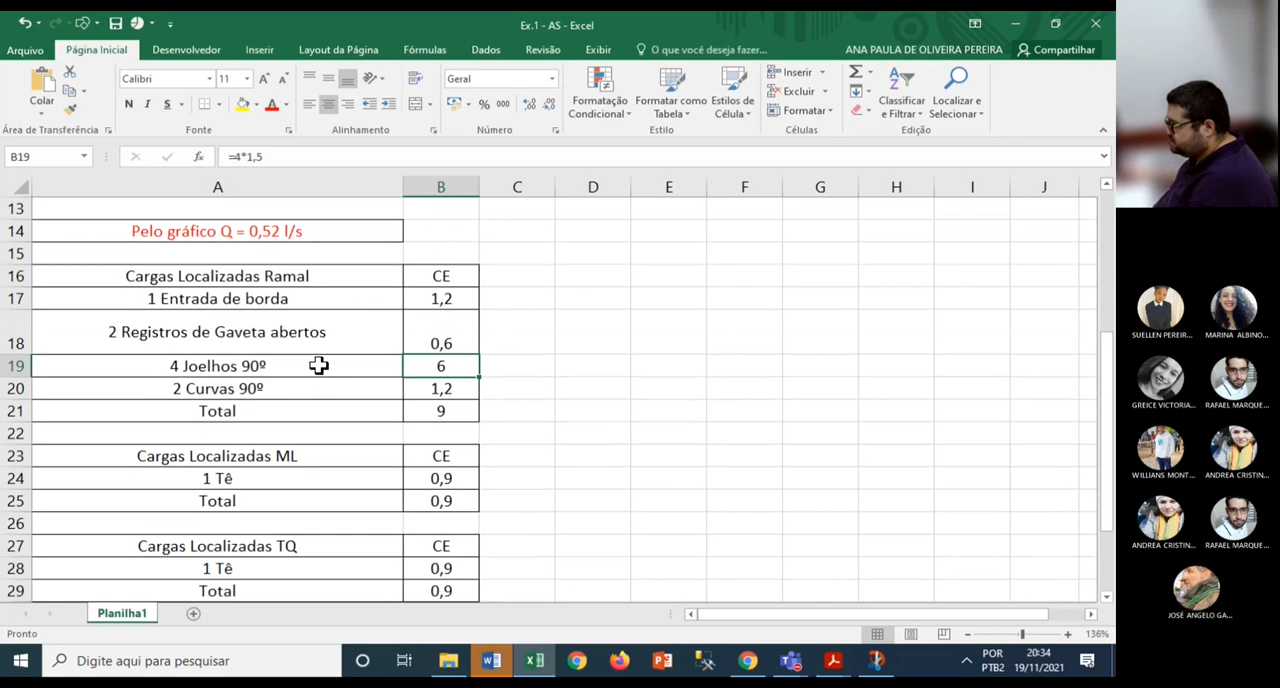 Ex.1 - AS - Excel
Arquivo Página Inicial Desenvolvedor Inserir Layout da Página Fórmulas Dados Revisão Exibir O que você deseja fazer... ANA PAULA DE OLIVEIRA PEREIRA Compartilhar
Colar Calibri 11 Geral Formatação Condicional Formatar como Tabela Estilos de Célula Inserir Excluir Formatar Classificar e Filtrar Localizar e Selecionar
N I S % 000
Área de Transferência Fonte Alinhamento Número Estilo Células Edição
B19 fx =4*1,5
A B C D E F G H I J
13
14 Pelo gráfico Q = 0,52 l/s
15
16 Cargas Localizadas Ramal CE
17 1 Entrada de borda 1,2
18 2 Registros de Gaveta abertos 0,6
19 4 Joelhos 90º 6
20 2 Curvas 90º 1,2
21 Total 9
22
23 Cargas Localizadas ML CE
24 1 Tê 0,9
25 Total 0,9
26
27 Cargas Localizadas TQ CE
28 1 Tê 0,9
29 Total 0,9
Planilha1
Pronto 136%
Digite aqui para pesquisar POR PTB2 20:34 19/11/2021
SUELLEN PEREIR... MARINA ALBINO...
GREICE VICTORIA... RAFAEL MARQUE...
WILLIANS MONT... ANDREA CRISTIN...
ANDREA CRISTIN... RAFAEL MARQUE...
JOSÉ ANGELO GA...